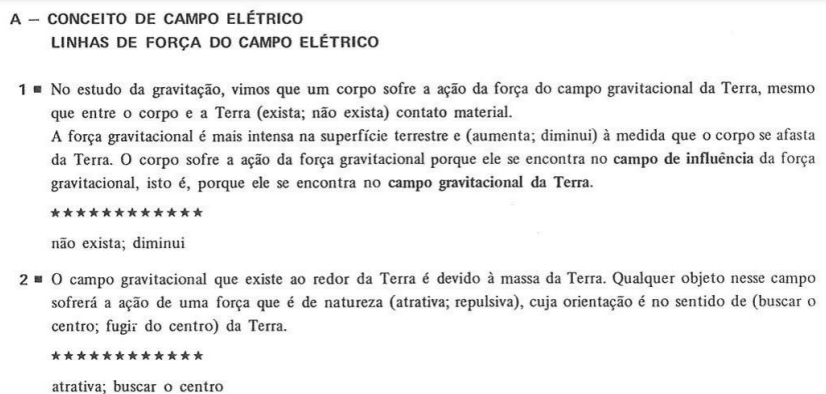 A — CONCEITO DE CAMPO ELÉTRICO
LINHAS DE FORÇA DO CAMPO ELÉTRICO
1 ■ No estudo da gravitação, vimos que um corpo sofre a ação da força do campo gravitacional da Terra, mesmo
que entre o corpo e a Terra (exista; não exista) contato material.
A força gravitacional é mais intensa na superfície terrestre e (aumenta; diminui) à medida que o corpo se afasta
da Terra. O corpo sofre a ação da força gravitacional porque ele se encontra no campo de influência da força
gravitacional, isto é, porque ele se encontra no campo gravitacional da Terra.
★★★★★★★★★★★★
não exista; diminui
2 ■ O campo gravitacional que existe ao redor da Terra é devido à massa da Terra. Qualquer objeto nesse campo
sofrerá a ação de uma força que é de natureza (atrativa; repulsiva), cuja orientação é no sentido de (buscar o
centro; fugir do centro) da Terra.
★★★★★★★★★★★★
atrativa; buscar o centro